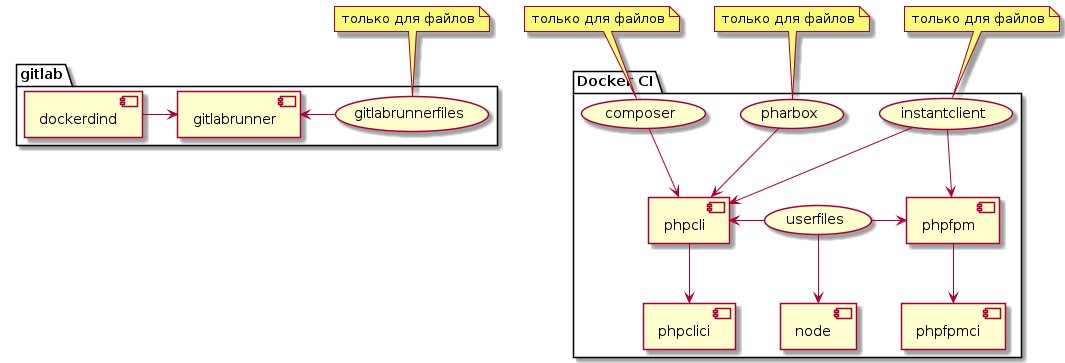 только для файлов
только для файлов
только для файлов
только для файлов
gitlab
Docker CI
dockerdind
gitlabrunner
gitlabrunnerfiles
composer
pharbox
instantclient
phpcli
userfiles
phpfpm
phpclici
node
phpfpmci